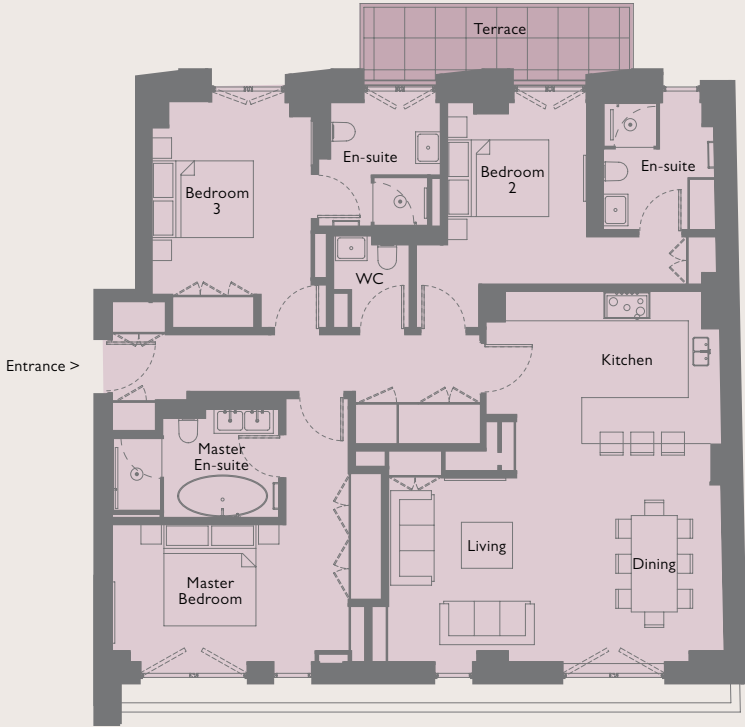 Terrace
En-suite
Bedroom
2
En-suite
Bedroom
3
WC
Entrance >
Kitchen
Master
En-suite
Living
Dining
Master
Bedroom